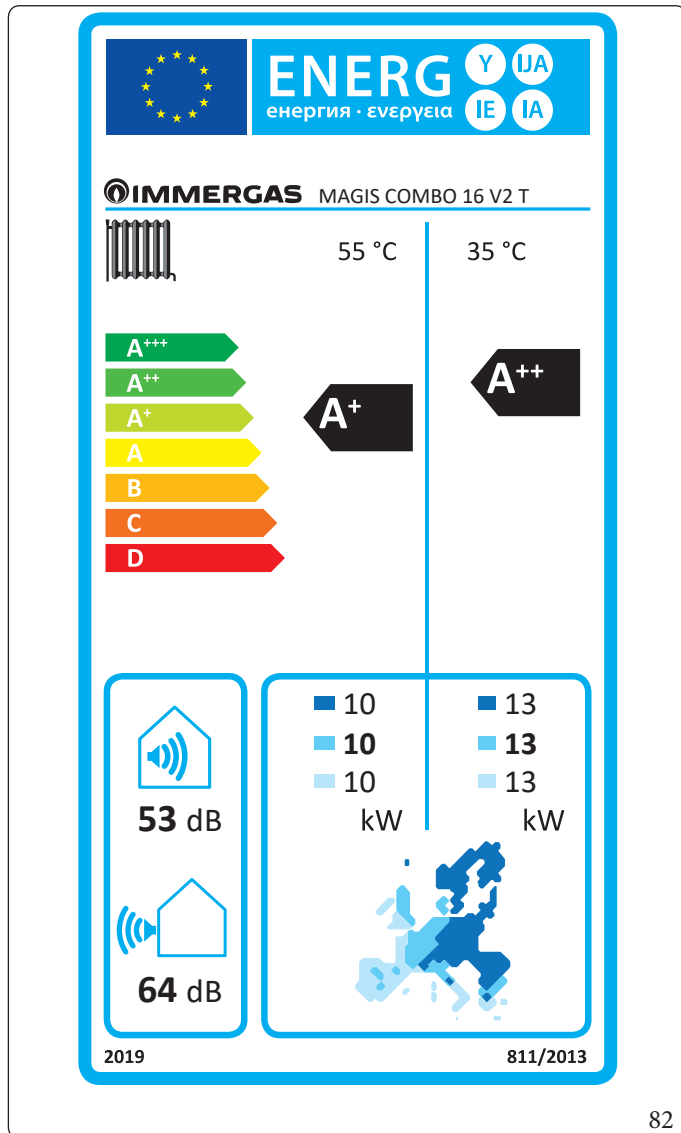 ENERG Y IJA
енергия · ενεργεια IE IA
IMMERGAS MAGIS COMBO 16 V2 T
55 °C 35 °C
A+++
A++
A+
A
B
C
D
A+
A++
53 dB
64 dB
10 13
10 13
10 13
kW kW
2019 811/2013
82